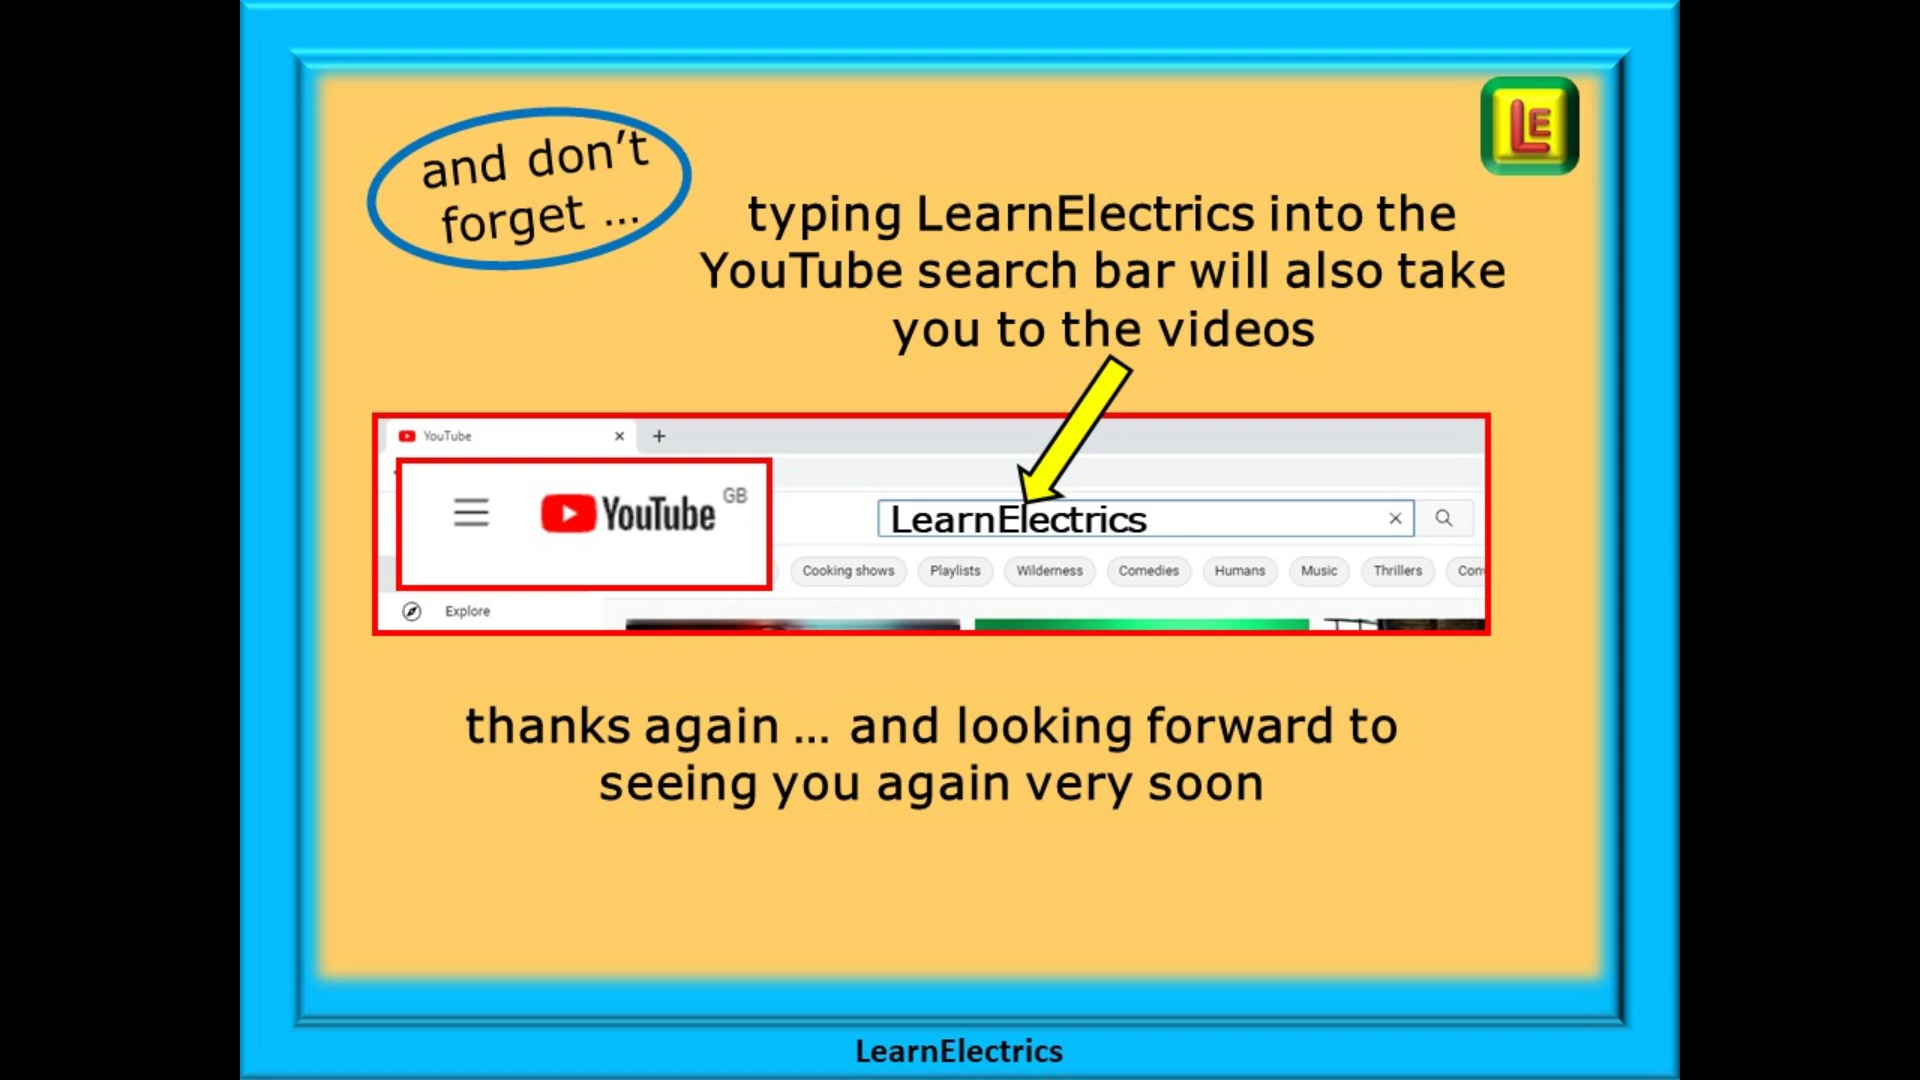 and don't
forget ...
LE
typing LearnElectrics into the
YouTube search bar will also take
you to the videos
YouTube
YouTube GB
LearnElectrics
Cooking shows Playlists Wilderness Comedies Humans Music Thrillers
Explore
thanks again ... and looking forward to
seeing you again very soon
LearnElectrics